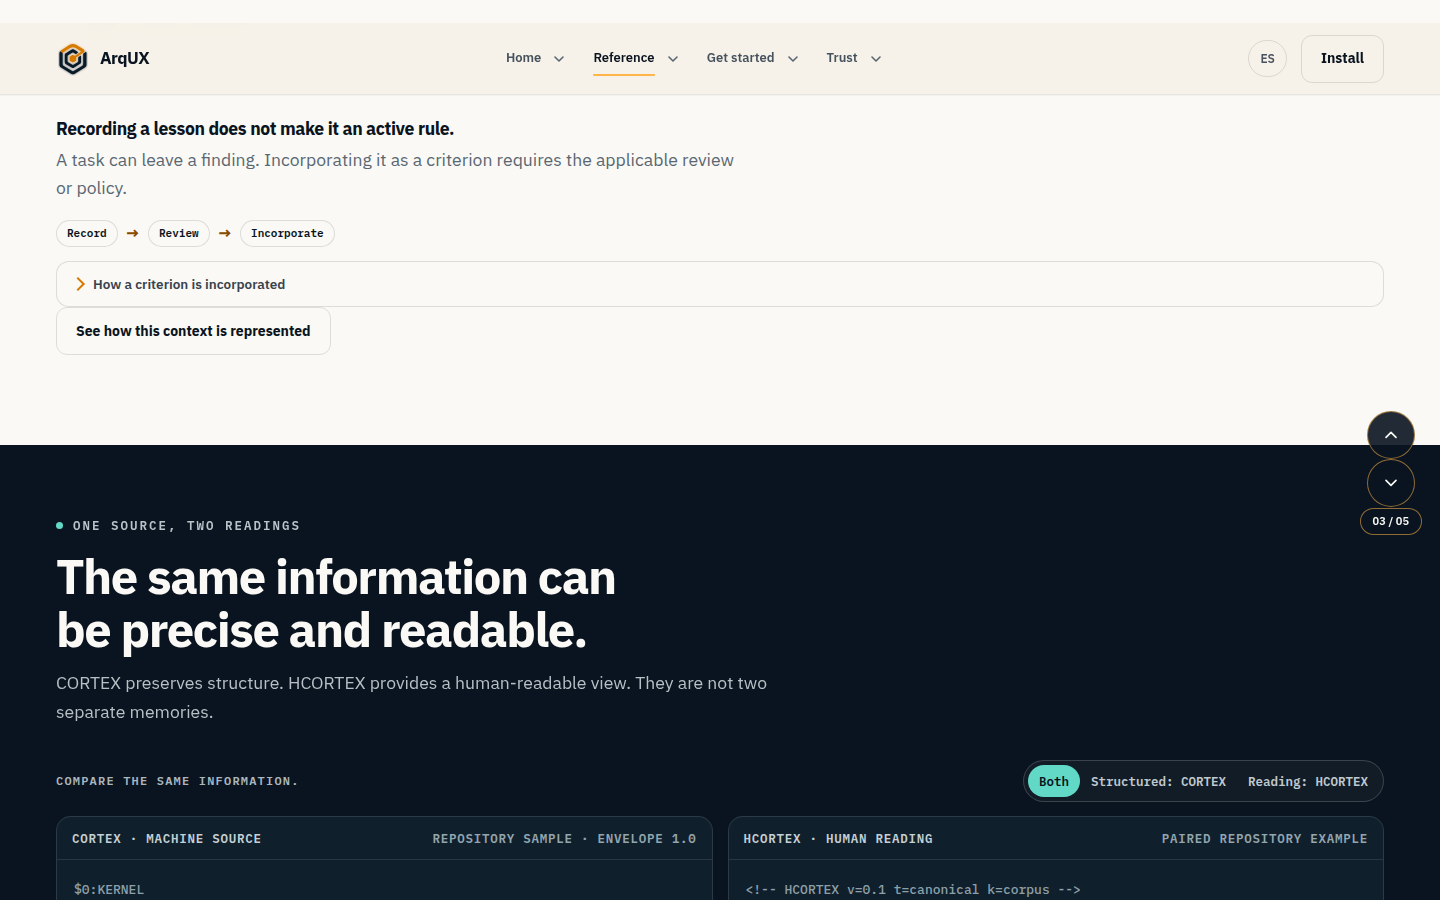 ArqUX
Home
Reference
Get started
Trust
ES
Install
Recording a lesson does not make it an active rule.
A task can leave a finding. Incorporating it as a criterion requires the applicable review
or policy.
Record → Review → Incorporate
How a criterion is incorporated
See how this context is represented
03 / 05
ONE SOURCE, TWO READINGS
The same information can
be precise and readable.
CORTEX preserves structure. HCORTEX provides a human-readable view. They are not two
separate memories.
COMPARE THE SAME INFORMATION.
Both
Structured: CORTEX
Reading: HCORTEX
CORTEX · MACHINE SOURCE
REPOSITORY SAMPLE · ENVELOPE 1.0
HCORTEX · HUMAN READING
PAIRED REPOSITORY EXAMPLE
$0:KERNEL
<!-- HCORTEX v=0.1 t=canonical k=corpus -->